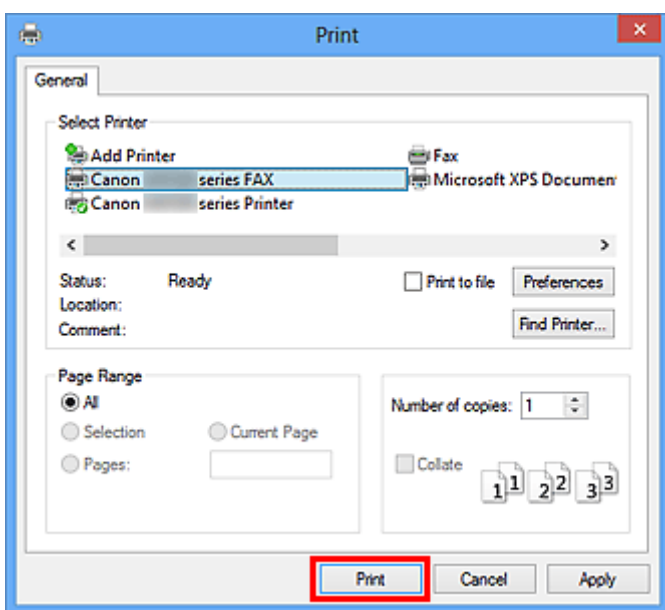 Print
General
Select Printer
Add Printer
Fax
Canon series FAX
Microsoft XPS Documen
Canon series Printer
Status: Ready
Print to file
Preferences
Location:
Comment:
Find Printer...
Page Range
All
Number of copies: 1
Selection
Current Page
Pages:
Collate
1 1 2 2 3 3
Print
Cancel
Apply